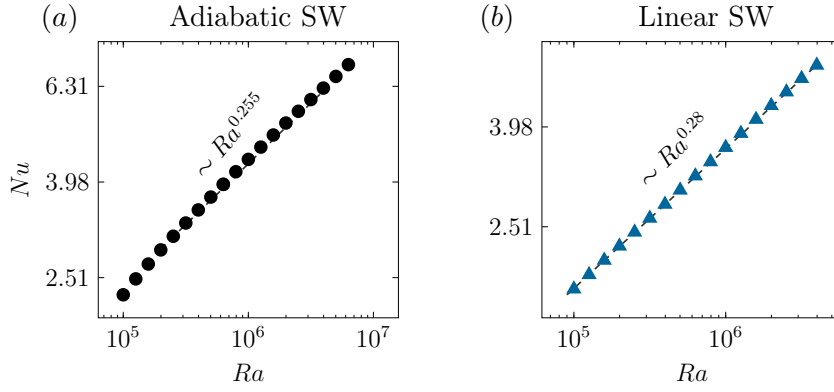 (a) Adiabatic SW
6.31
3.98
2.51
Nu
~ Ra^0.255
10^5 10^6 10^7
Ra
(b) Linear SW
3.98
2.51
~ Ra^0.28
10^5 10^6
Ra